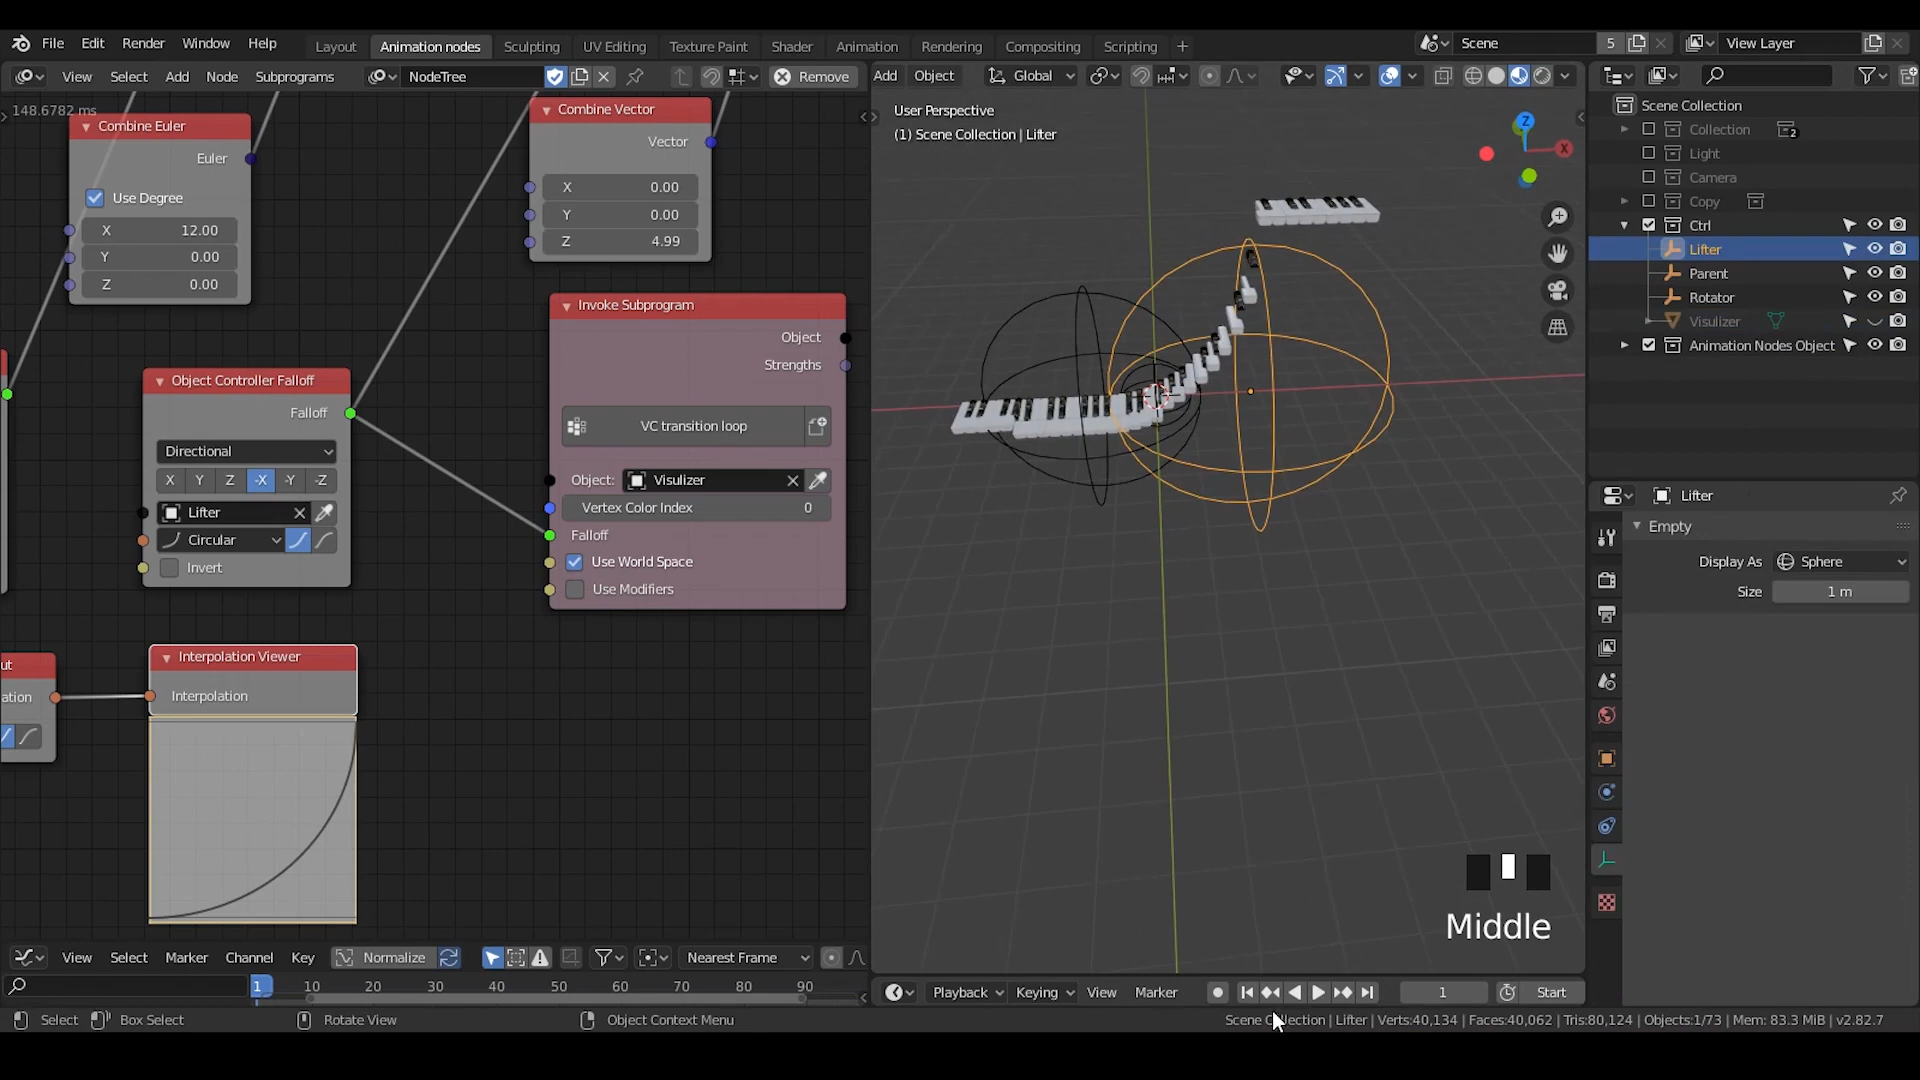 File Edit Render Window Help Layout Animation nodes Sculpting UV Editing Texture Paint Shader Animation Rendering Compositing Scripting + Scene 5 View Layer
View Select Add Node Subprograms NodeTree Remove Add Object Global
148.6782 ms
Combine Euler
Euler
Use Degree
X 12.00
Y 0.00
Z 0.00
Combine Vector
Vector
X 0.00
Y 0.00
Z 4.99
Object Controller Falloff
Falloff
Directional
X Y Z -X -Y -Z
Lifter
Circular
Invert
Invoke Subprogram
Object
Strengths
VC transition loop
Object: Visulizer
Vertex Color Index 0
Falloff
Use World Space
Use Modifiers
ut
ation
Interpolation Viewer
Interpolation
User Perspective
(1) Scene Collection | Lifter
Z
X
Middle
Scene Collection
Collection 2
Light
Camera
Copy
Ctrl
Lifter
Parent
Rotator
Visulizer
Animation Nodes Object
Lifter
Empty
Display As Sphere
Size 1 m
View Select Marker Channel Key Normalize Nearest Frame
1 10 20 30 40 50 60 70 80 90
Playback Keying View Marker 1 Start
Select Box Select Rotate View Object Context Menu
Scene Collection | Lifter | Verts:40,134 | Faces:40,062 | Tris:80,124 | Objects:1/73 | Mem: 83.3 MiB | v2.82.7